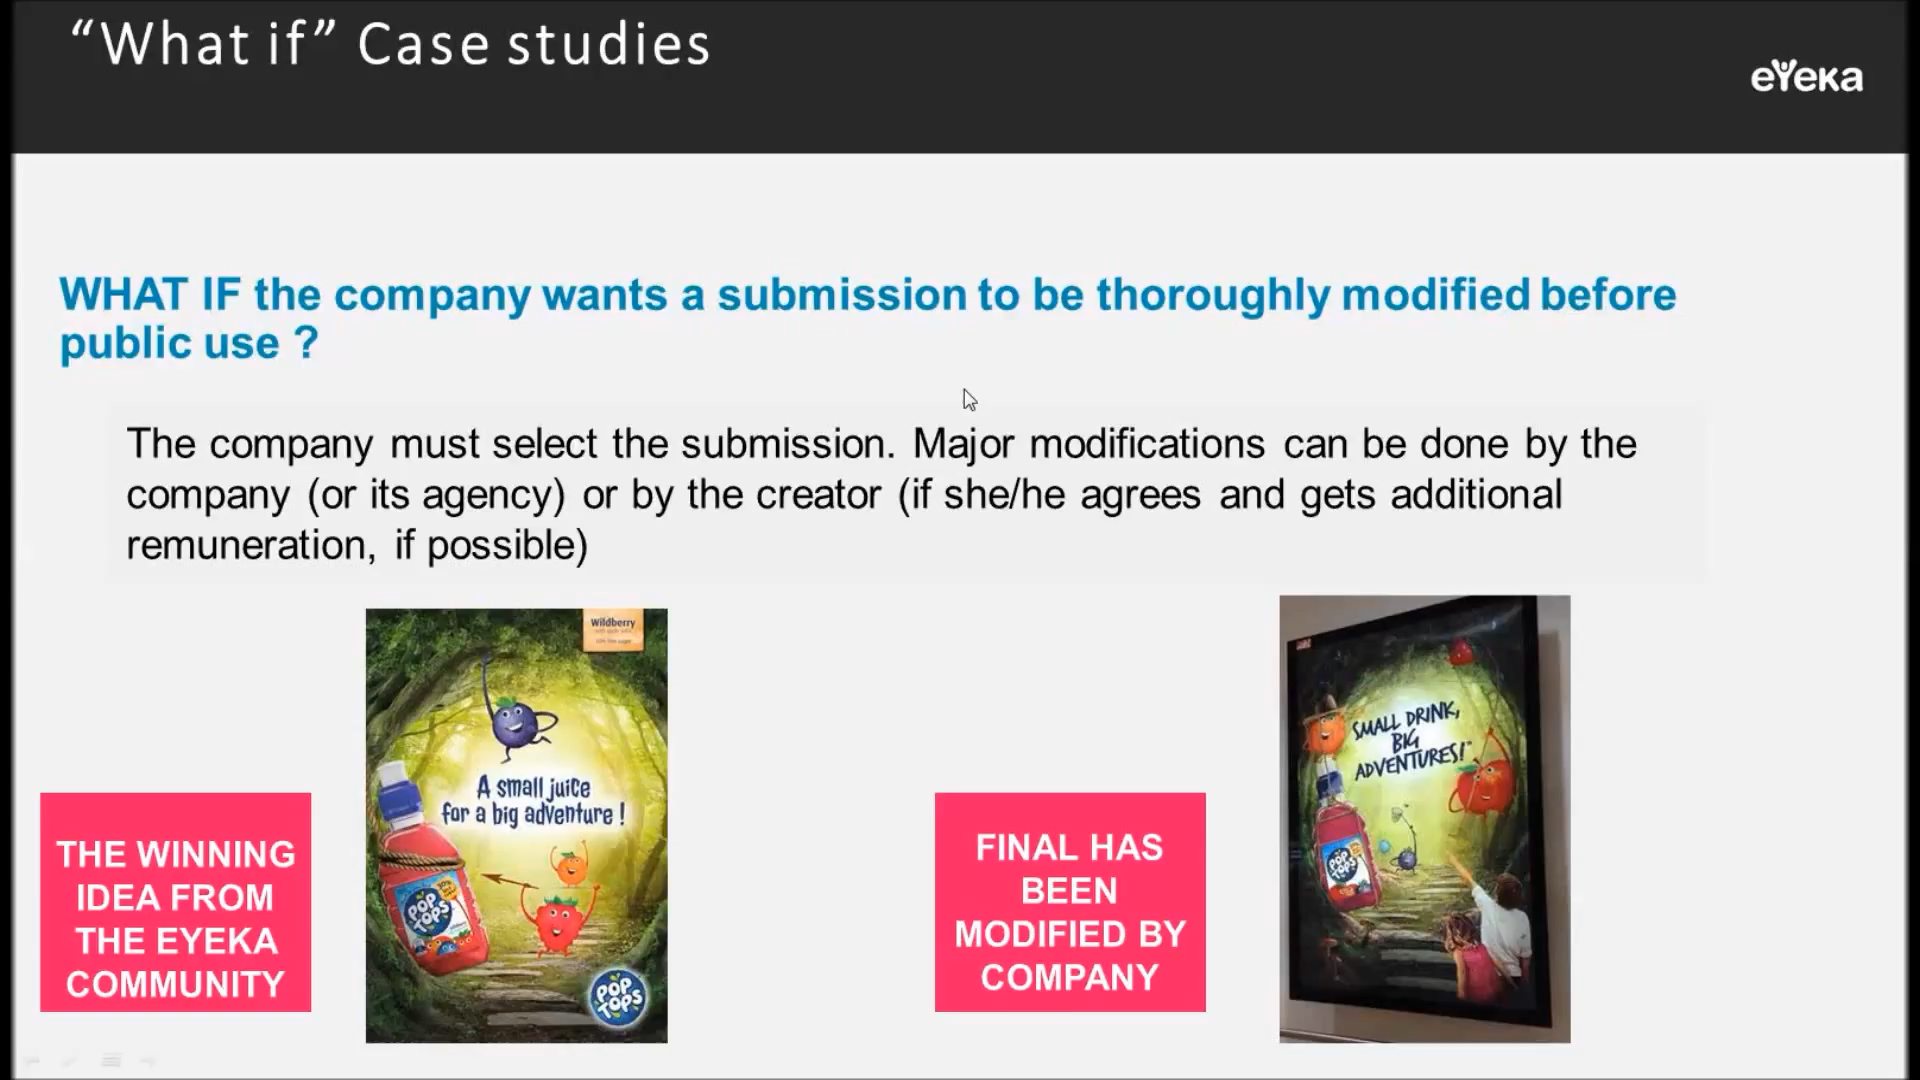 “What if” Case studies
eYeka
WHAT IF the company wants a submission to be thoroughly modified before
public use ?
The company must select the submission. Major modifications can be done by the
company (or its agency) or by the creator (if she/he agrees and gets additional
remuneration, if possible)
THE WINNING
IDEA FROM
THE EYEKA
COMMUNITY
Wildberry
A small juice
for a big adventure !
POP
TOPS
POP
TOPS
FINAL HAS
BEEN
MODIFIED BY
COMPANY
SMALL DRINK,
BIG
ADVENTURES!
POP
TOPS